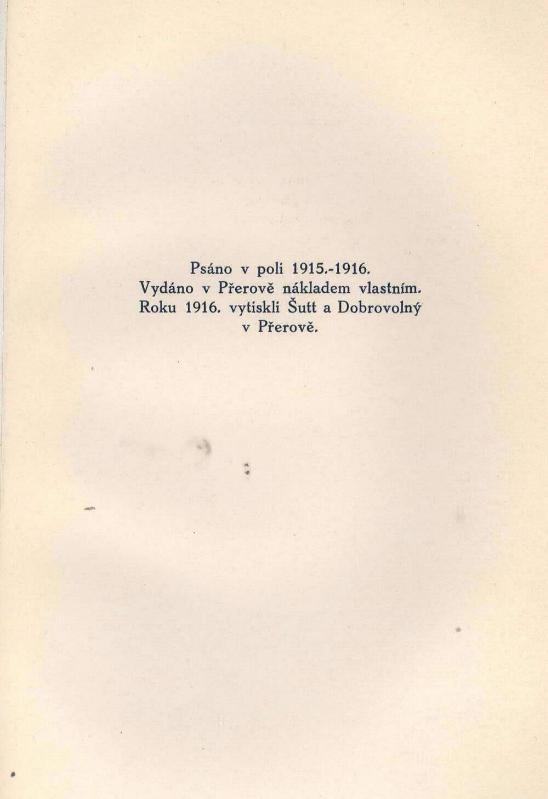 Psáno v poli 1915.-1916.
Vydáno v Přerově nákladem vlastním.
Roku 1916. vytiskli Šutt a Dobrovolný
v Přerově.